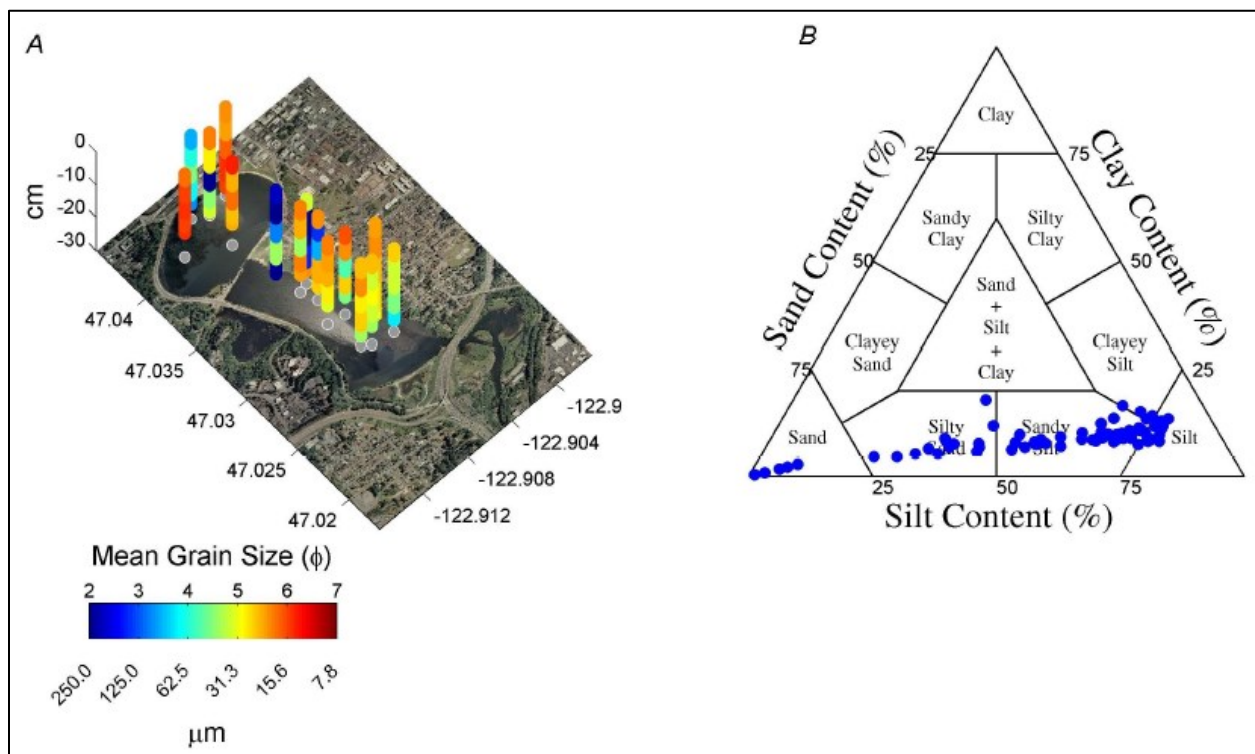 A
0
-10
-20
-30
cm
47.04
47.035
47.03
47.025
47.02
-122.9
-122.904
-122.908
-122.912
Mean Grain Size (ϕ)
2 3 4 5 6 7
250.0 125.0 62.5 31.3 15.6 7.8
μm
B
Sand Content (%)
Clay Content (%)
Silt Content (%)
25
50
75
75
50
25
25
50
75
Clay
Sandy
Clay
Silty
Clay
Sand
+
Silt
+
Clay
Clayey
Sand
Clayey
Silt
Sand
Silty
Sand
Sandy
Silt
Silt